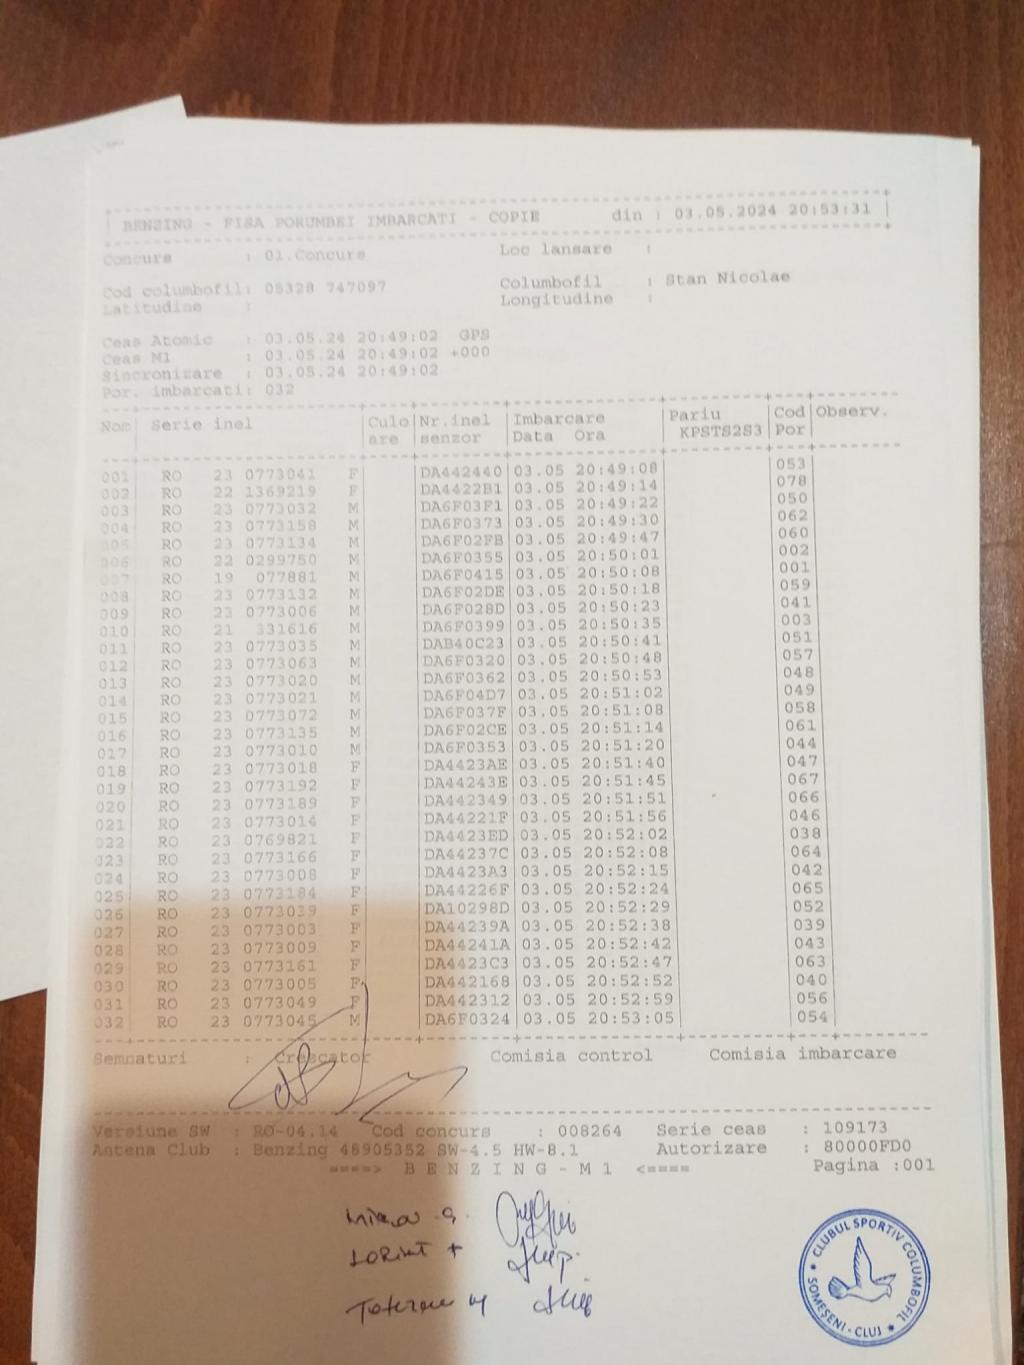 BENZING - FISA PORUMBEI IMBARCATI - COPIE din : 03.05.2024 20:53:31
Concurs : 01.Concurs Loc lansare :
Cod columbofil: 05328 747097 Columbofil : Stan Nicolae
Latitudine : Longitudine :
Ceas Atomic : 03.05.24 20:49:02 GPS
Ceas M1 : 03.05.24 20:49:02 +000
Sincronizare : 03.05.24 20:49:02
Por. imbarcati: 032
Nom Serie inel Culo Nr.inel Imbarcare Pariu Cod Observ.
are senzor Data Ora KPSTS2S3 Por
001 RO 23 0773041 F DA442440 03.05 20:49:08 053
002 RO 22 1369219 F DA4422B1 03.05 20:49:14 078
003 RO 23 0773032 M DA6F03F1 03.05 20:49:22 050
004 RO 23 0773158 M DA6F0373 03.05 20:49:30 062
005 RO 23 0773134 M DA6F02FB 03.05 20:49:47 060
006 RO 22 0299750 M DA6F0355 03.05 20:50:01 002
007 RO 19 077881 M DA6F0415 03.05 20:50:08 001
008 RO 23 0773132 M DA6F02DE 03.05 20:50:18 059
009 RO 23 0773006 M DA6F028D 03.05 20:50:23 041
010 RO 21 331616 M DA6F0399 03.05 20:50:35 003
011 RO 23 0773035 M DAB40C23 03.05 20:50:41 051
012 RO 23 0773063 M DA6F0320 03.05 20:50:48 057
013 RO 23 0773020 M DA6F0362 03.05 20:50:53 048
014 RO 23 0773021 M DA6F04D7 03.05 20:51:02 049
015 RO 23 0773072 M DA6F037F 03.05 20:51:08 058
016 RO 23 0773135 M DA6F02CE 03.05 20:51:14 061
017 RO 23 0773010 M DA6F0353 03.05 20:51:20 044
018 RO 23 0773018 F DA4423AE 03.05 20:51:40 047
019 RO 23 0773192 F DA44243E 03.05 20:51:45 067
020 RO 23 0773189 F DA442349 03.05 20:51:51 066
021 RO 23 0773014 F DA44221F 03.05 20:51:56 046
022 RO 23 0769821 F DA4423ED 03.05 20:52:02 038
023 RO 23 0773166 F DA44237C 03.05 20:52:08 064
024 RO 23 0773008 F DA4423A3 03.05 20:52:15 042
025 RO 23 0773184 F DA44226F 03.05 20:52:24 065
026 RO 23 0773039 F DA10298D 03.05 20:52:29 052
027 RO 23 0773003 F DA44239A 03.05 20:52:38 039
028 RO 23 0773009 F DA44241A 03.05 20:52:42 043
029 RO 23 0773161 F DA4423C3 03.05 20:52:47 063
030 RO 23 0773005 F DA442168 03.05 20:52:52 040
031 RO 23 0773049 F DA442312 03.05 20:52:59 056
032 RO 23 0773045 M DA6F0324 03.05 20:53:05 054
Semnaturi : Crescator Comisia control Comisia imbarcare
Versiune SW : RO-04.14 Cod concurs : 008264 Serie ceas : 109173
Antena Club : Benzing 48905352 SW-4.5 HW-8.1 Autorizare : 80000FD0
====> B E N Z I N G - M 1 <==== Pagina :001
CLUBUL SPORTIV COLUMBOFIL
SOMEȘENI - CLUJ